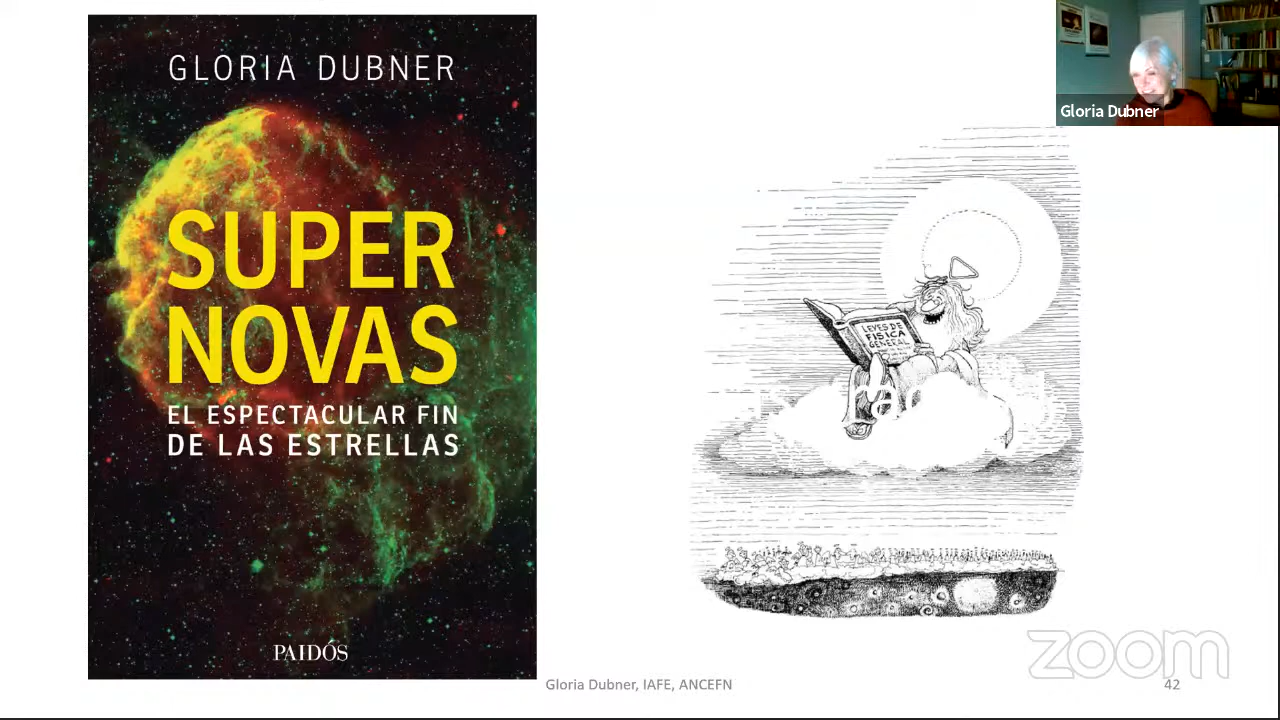 GLORIA DUBNER
SUPER
NOVAS
EL ESPECTACULAR FIN
DE LAS ESTRELLAS
PAIDÓS
LEYES DE
FISICA
GENERAL
Gloria Dubner
Gloria Dubner, IAFE, ANCEFN
42
zoom